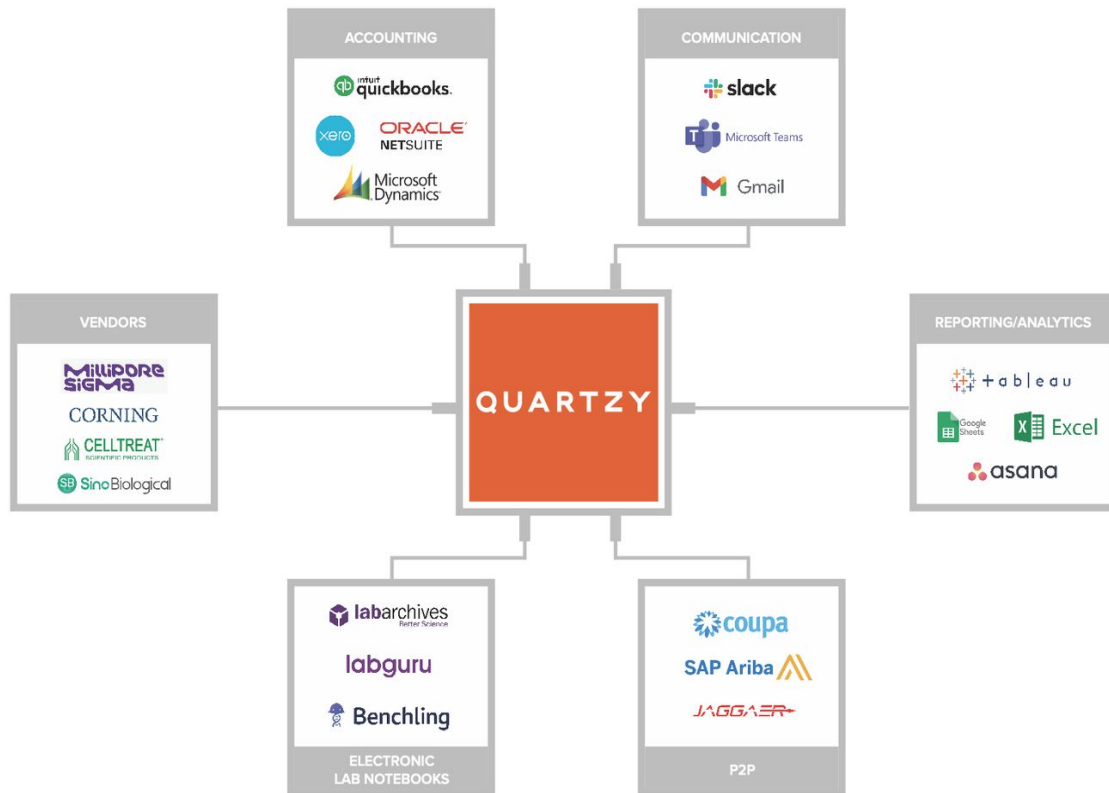 ACCOUNTING
intuit
quickbooks.
xero
ORACLE
NETSUITE
Microsoft
Dynamics
COMMUNICATION
slack
Microsoft Teams
Gmail
VENDORS
MILLIPORE
SIGMA
CORNING
CELLTREAT
SCIENTIFIC PRODUCTS
SB SinoBiological
QUARTZY
REPORTING/ANALYTICS
tableau
Google
Sheets
X Excel
asana
labarchives
Better Science
labguru
Benchling
ELECTRONIC
LAB NOTEBOOKS
coupa
SAP Ariba
JAGGAER
P2P